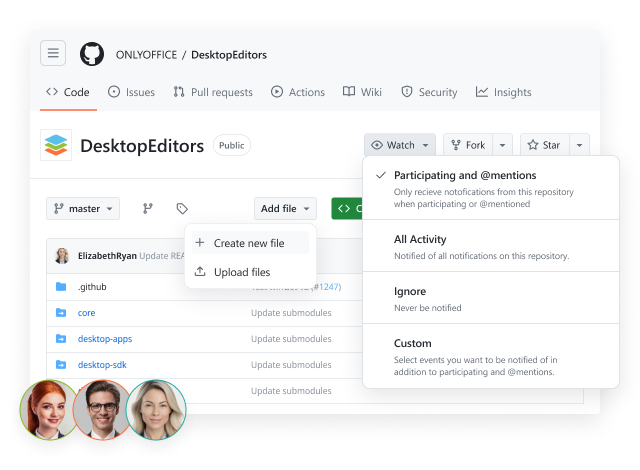 ONLYOFFICE / DesktopEditors
Code Issues Pull requests Actions Wiki Security Insights
DesktopEditors Public
Watch Fork Star
Participating and @mentions
Only recieve notofications from this repository
when participating or @mentioned
All Activity
Notified of all notifications on this repository.
Ignore
Never be notified
Custom
Select events you want to be notified of in
addition to participating and @mentions.
master
Add file
Create new file
Upload files
ElizabethRyan Update REA
.github
(#1247)
core Update submodules
desktop-apps Update submodules
desktop-sdk Update submodules
Update submodules